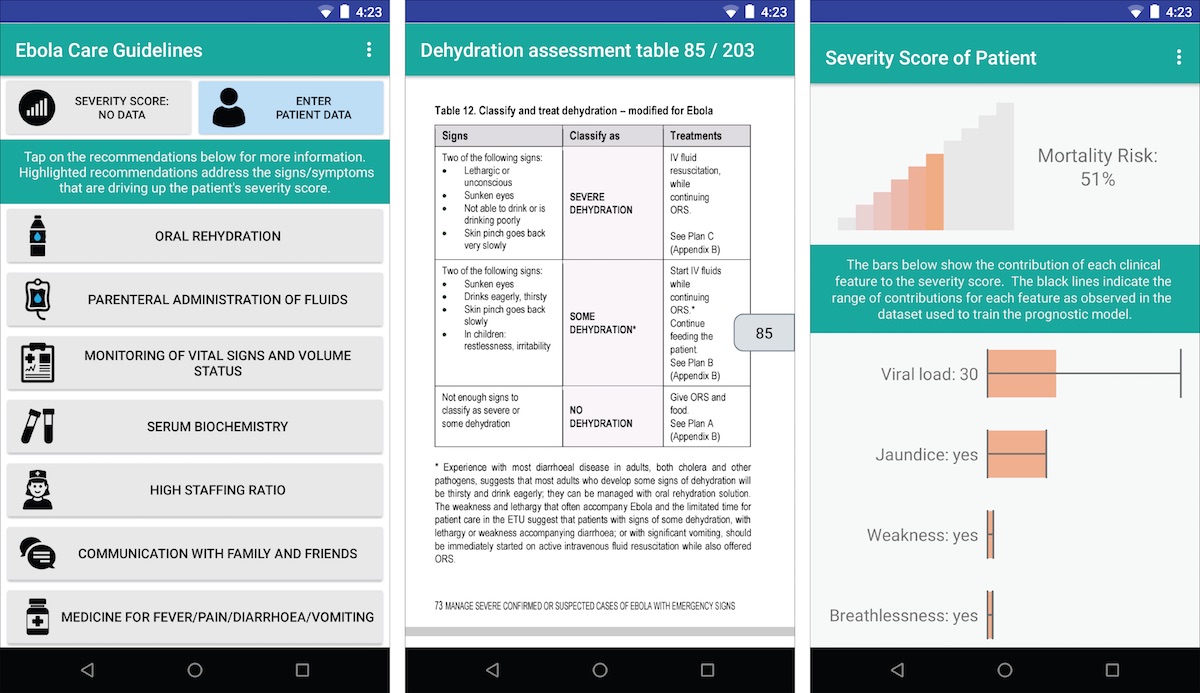 4:23
Ebola Care Guidelines
SEVERITY SCORE:
NO DATA
ENTER
PATIENT DATA
Tap on the recommendations below for more information.
Highlighted recommendations address the signs/symptoms
that are driving up the patient's severity score.
ORAL REHYDRATION
PARENTERAL ADMINISTRATION OF FLUIDS
MONITORING OF VITAL SIGNS AND VOLUME
STATUS
SERUM BIOCHEMISTRY
HIGH STAFFING RATIO
COMMUNICATION WITH FAMILY AND FRIENDS
MEDICINE FOR FEVER/PAIN/DIARRHOEA/VOMITING
4:23
Dehydration assessment table 85 / 203
Table 12. Classify and treat dehydration – modified for Ebola
Signs
Classify as
Treatments
Two of the following signs:
• Lethargic or
unconscious
• Sunken eyes
• Not able to drink or is
drinking poorly
• Skin pinch goes back
very slowly
SEVERE
DEHYDRATION
IV fluid
resuscitation,
while
continuing
ORS.
See Plan C
(Appendix B)
Two of the following signs:
• Sunken eyes
• Drinks eagerly, thirsty
• Skin pinch goes back
slowly
• In children:
restlessness, irritability
SOME
DEHYDRATION*
Start IV fluids
while
continuing
ORS.*
Continue
feeding the
patient.
See Plan B
(Appendix B)
Not enough signs to
classify as severe or
some dehydration
NO
DEHYDRATION
Give ORS and
food.
See Plan A
(Appendix B)
85
* Experience with most diarrhoeal disease in adults, both cholera and other
pathogens, suggests that most adults who develop some signs of dehydration will
be thirsty and drink eagerly; they can be managed with oral rehydration solution.
The weakness and lethargy that often accompany Ebola and the limitated time for
patient care in the ETU suggest that patients with signs of some dehydration, with
lethargy or weakness accompanying diarrhoea; or with significant vomiting, should
be immediately started on active intravenous fluid resuscitation while also offered
ORS.
73 MANAGE SEVERE CONFIRMED OR SUSPECTED CASES OF EBOLA WITH EMERGENCY SIGNS
4:23
Severity Score of Patient
Mortality Risk:
51%
The bars below show the contribution of each clinical
feature to the severity score. The black lines indicate the
range of contributions for each feature as observed in the
dataset used to train the prognostic model.
Viral load: 30
Jaundice: yes
Weakness: yes
Breathlessness: yes